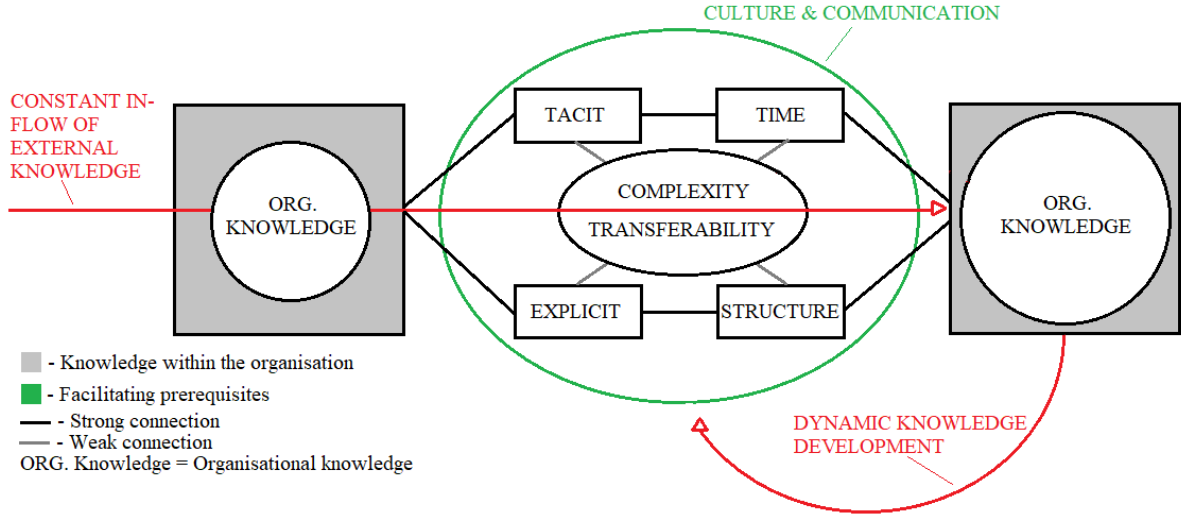 CULTURE & COMMUNICATION
CONSTANT IN-
FLOW OF
EXTERNAL
KNOWLEDGE
TACIT
TIME
ORG.
KNOWLEDGE
COMPLEXITY
TRANSFERABILITY
ORG.
KNOWLEDGE
EXPLICIT
STRUCTURE
- Knowledge within the organisation
- Facilitating prerequisites
- Strong connection
- Weak connection
ORG. Knowledge = Organisational knowledge
DYNAMIC KNOWLEDGE
DEVELOPMENT